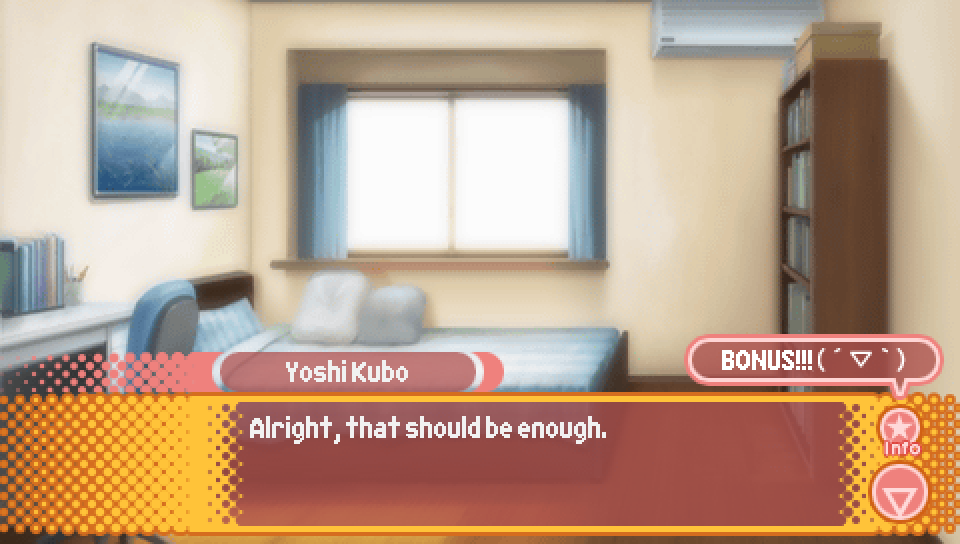 Yoshi Kubo
BONUS!!!( ´ ▽ ` )
Alright, that should be enough.
Info